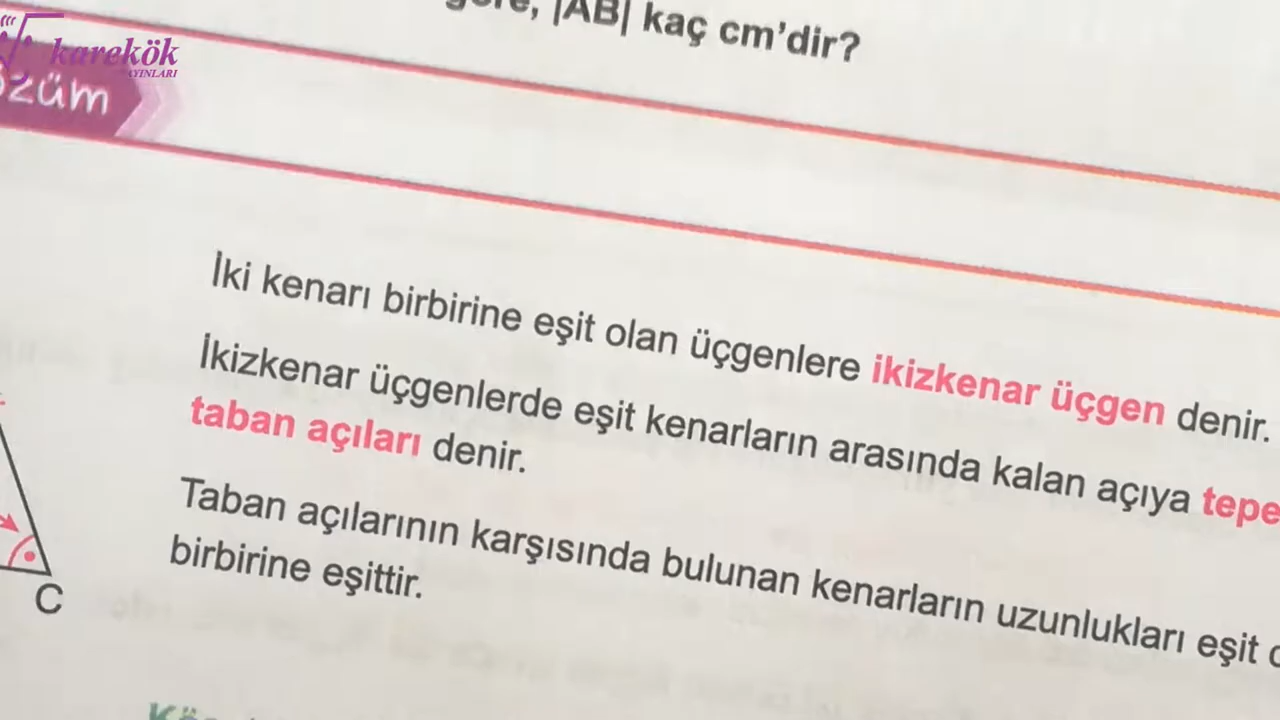 |AB| kaç cm'dir?
karekök
YAYINLARI
İki kenarı birbirine eşit olan üçgenlere ikizkenar üçgen denir.
İkizkenar üçgenlerde eşit kenarların arasında kalan açıya tepe
taban açıları denir.
Taban açılarının karşısında bulunan kenarların uzunlukları eşit
birbirine eşittir.
C